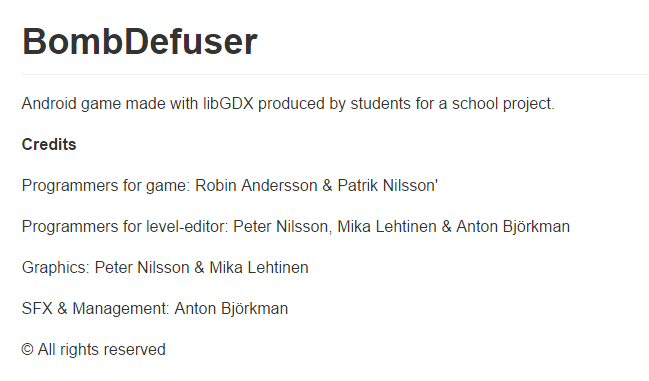 BombDefuser
Android game made with libGDX produced by students for a school project.
Credits
Programmers for game: Robin Andersson & Patrik Nilsson'
Programmers for level-editor: Peter Nilsson, Mika Lehtinen & Anton Björkman
Graphics: Peter Nilsson & Mika Lehtinen
SFX & Management: Anton Björkman
© All rights reserved